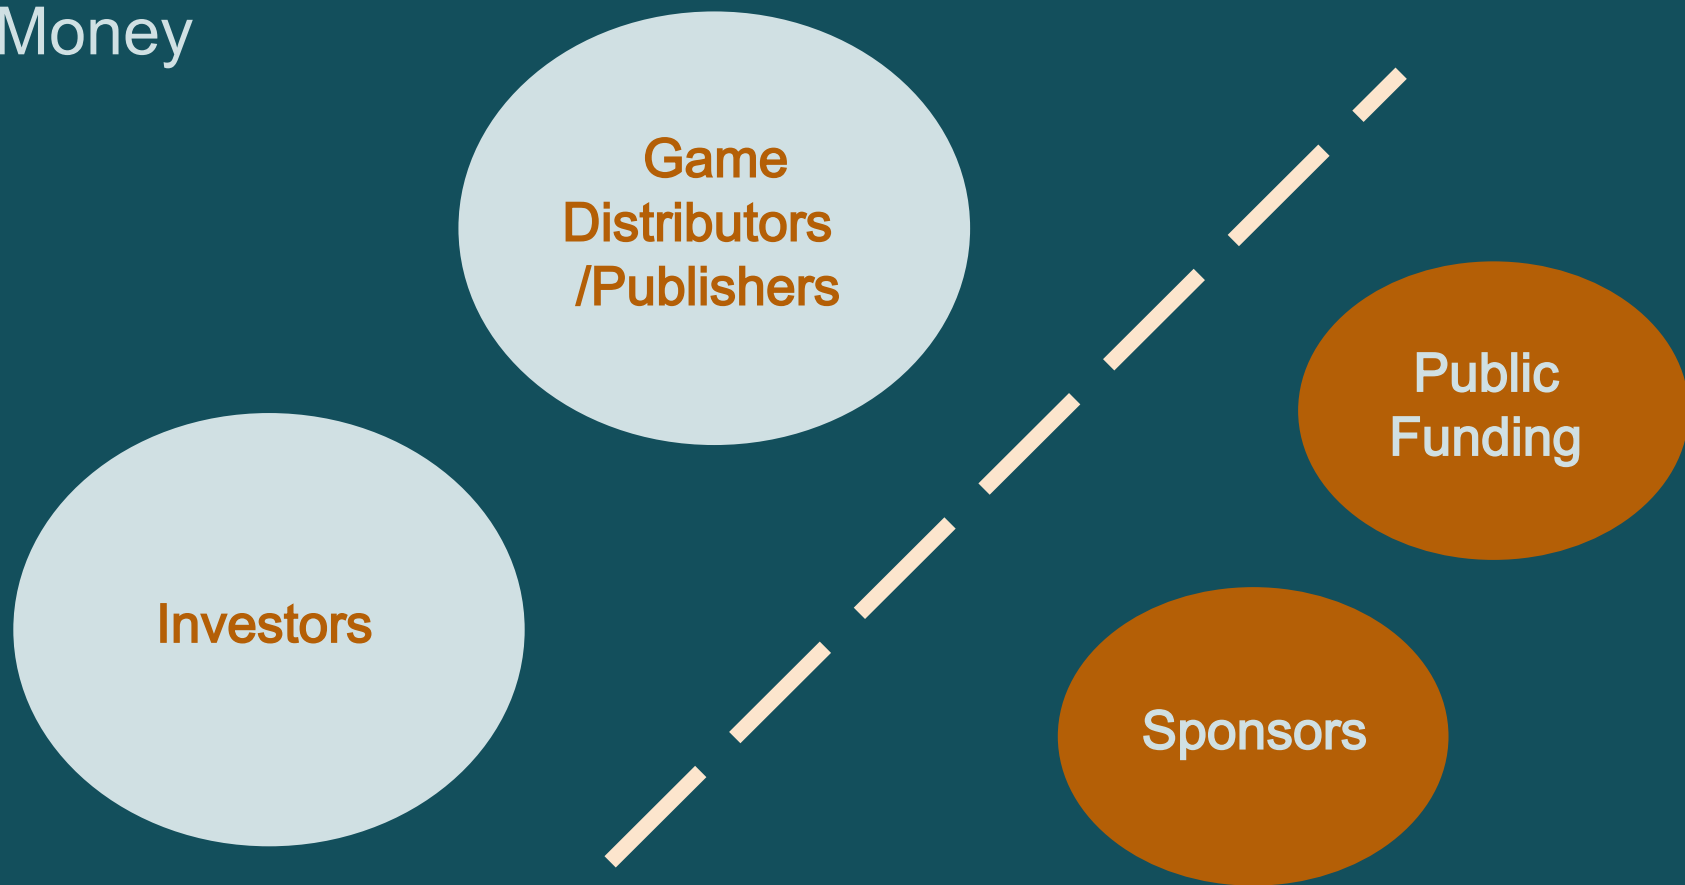 Money
Game
Distributors
/Publishers
Public
Funding
Investors
Sponsors